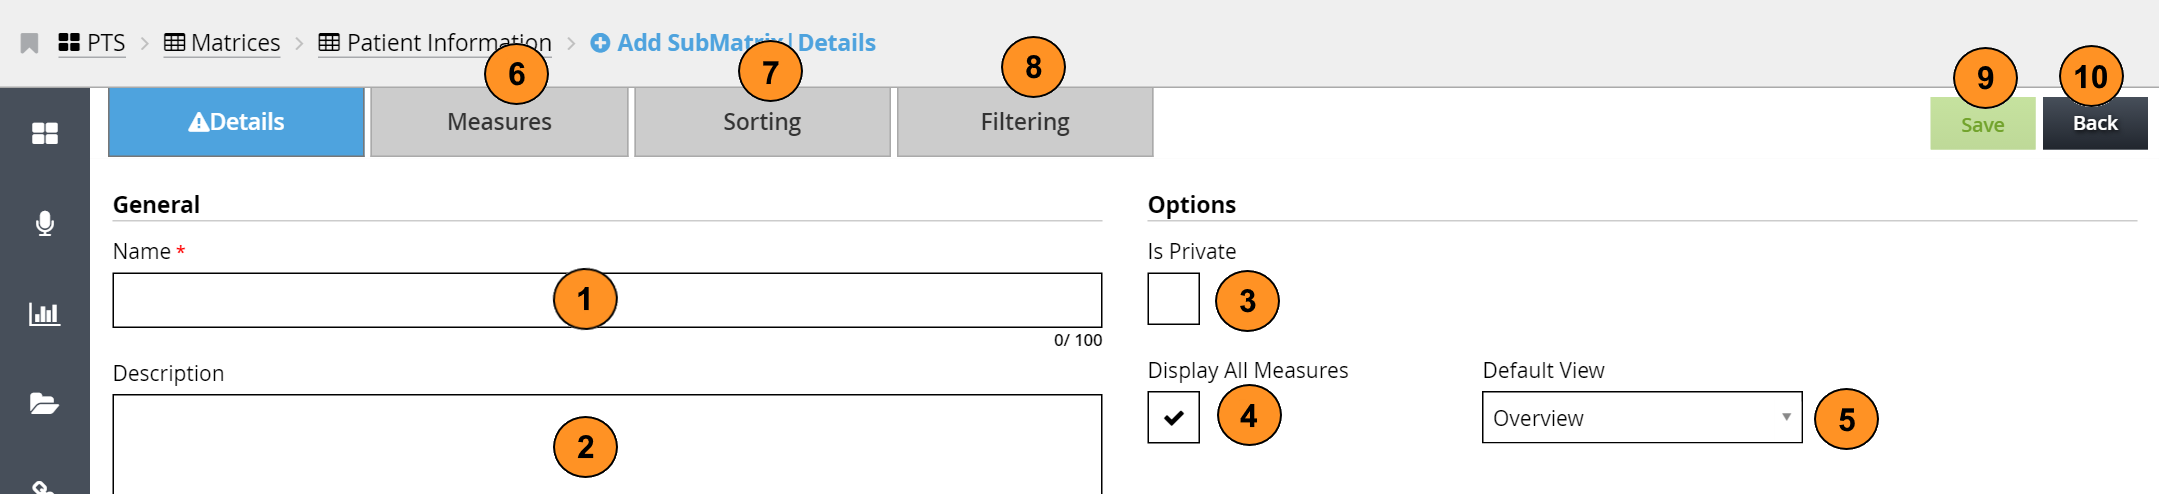 PTS > Matrices > Patient Information > Add SubMatrix | Details
6 7 8 9 10
Details Measures Sorting Filtering Save Back
General Options
Name * Is Private
1 3
0/ 100
Description Display All Measures Default View
4 Overview 5
2